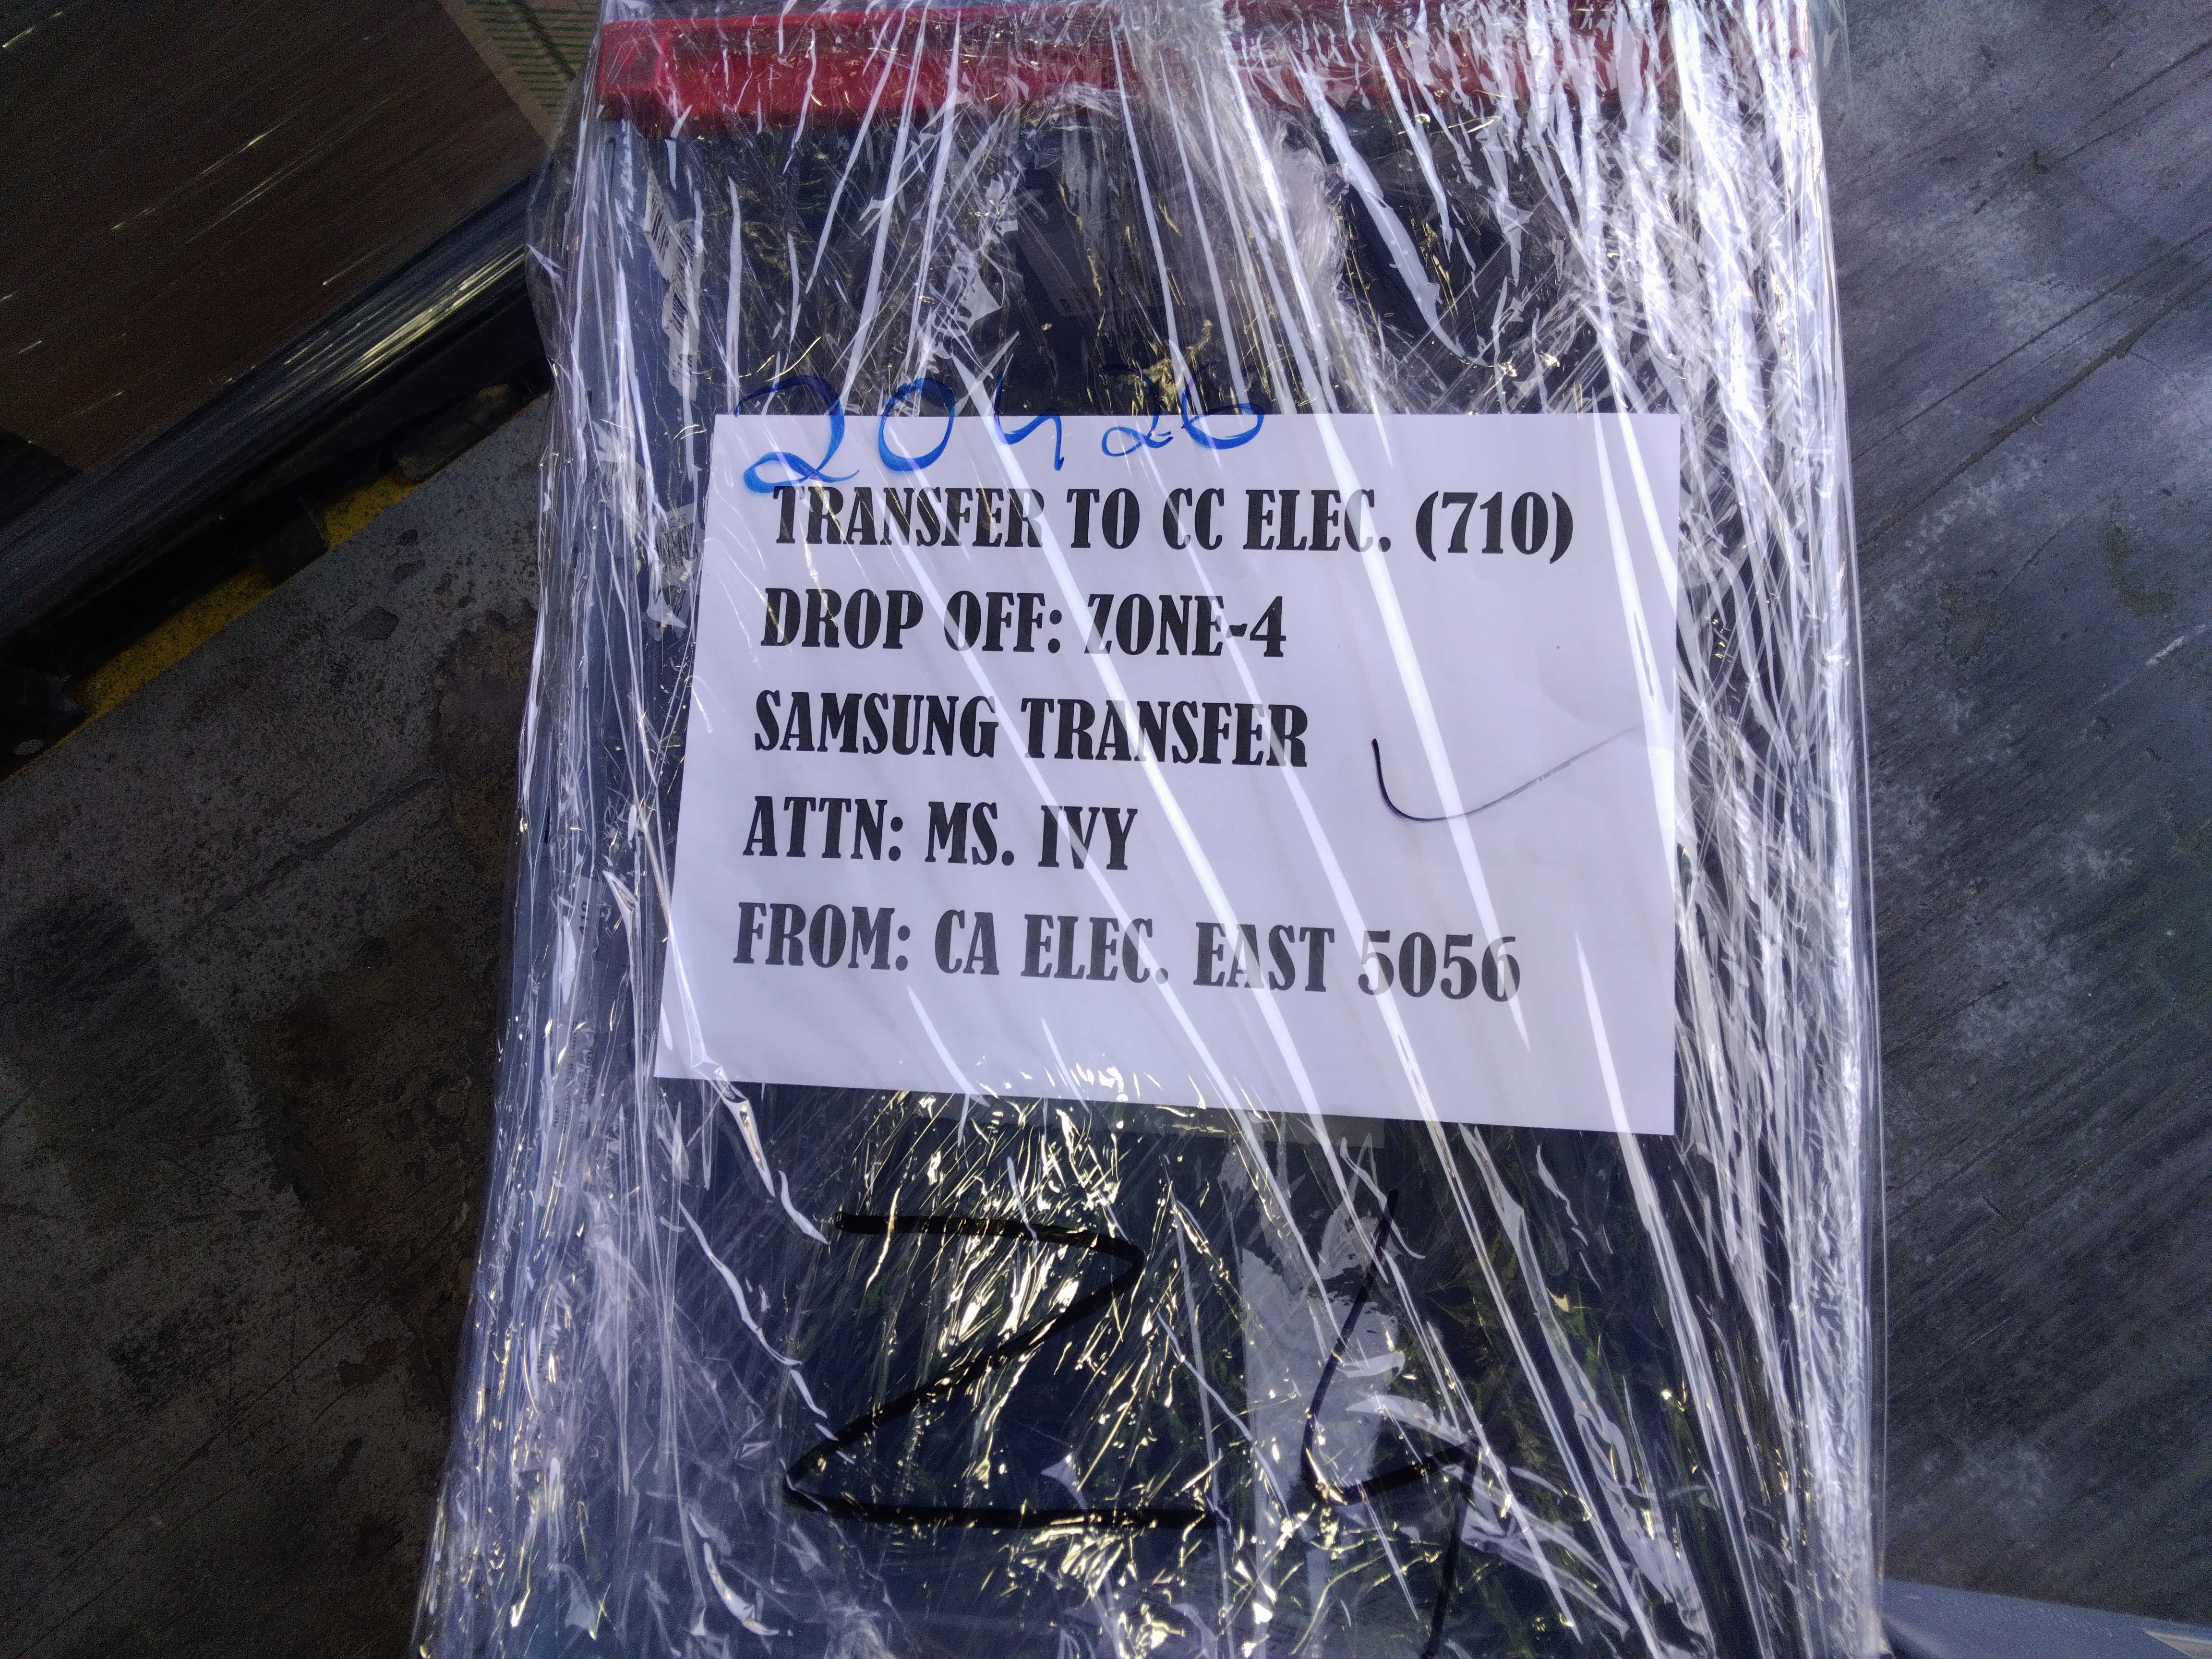 20426
TRANSFER TO CC ELEC. (710)
DROP OFF: ZONE-4
SAMSUNG TRANSFER
ATTN: MS. IVY
FROM: CA ELEC. EAST 5056
Z4